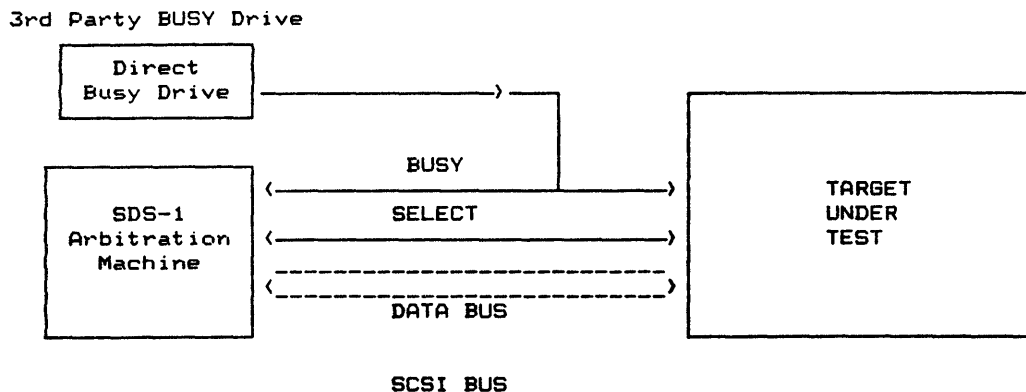 3rd Party BUSY Drive
Direct
Busy Drive
BUSY
SELECT
SDS-1
Arbitration
Machine
DATA BUS
TARGET
UNDER
TEST
SCSI BUS